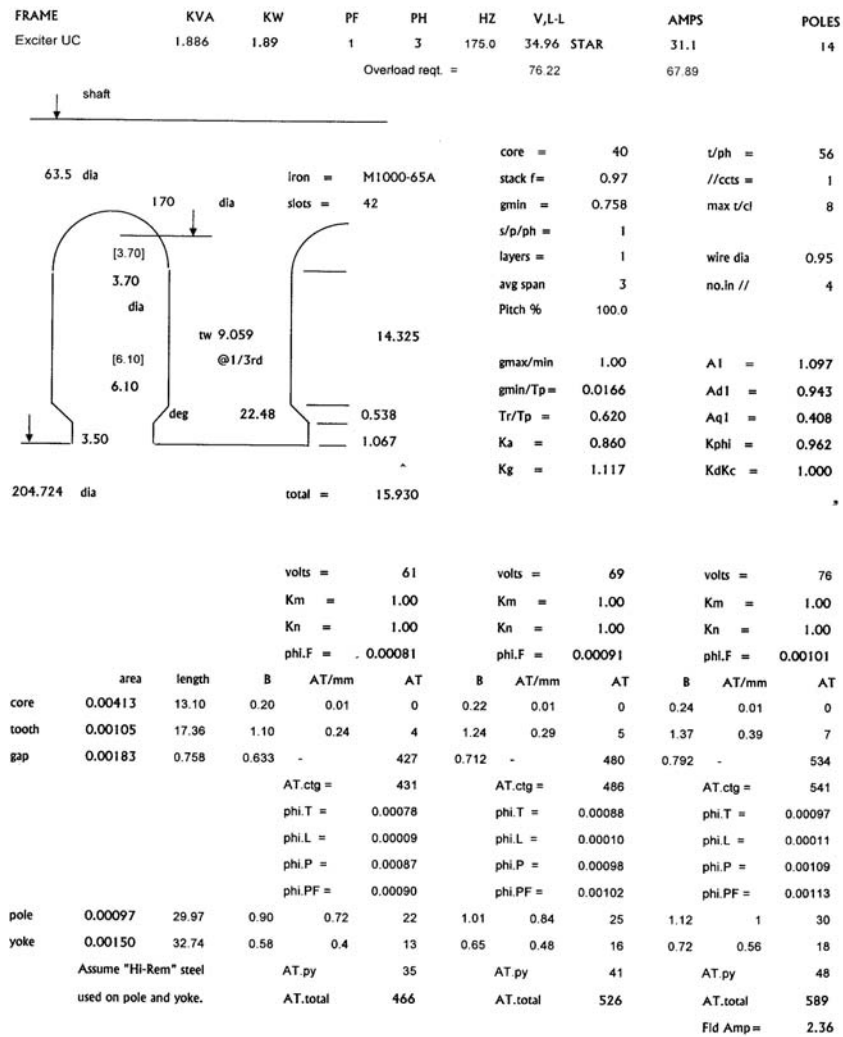 FRAME KVA KW PF PH HZ V,L-L AMPS POLES
Exciter UC 1.886 1.89 1 3 175.0 34.96 STAR 31.1 14
Overload reqt. = 76.22 67.89
shaft
core = 40 t/ph = 56
63.5 dia iron = M1000-65A stack f= 0.97 //ccts = 1
170 dia slots = 42 gmin = 0.758 max t/cl 8
s/p/ph = 1
[3.70] layers = 1 wire dia 0.95
3.70 avg span 3 no.in // 4
dia Pitch % 100.0
tw 9.059 14.325
[6.10] @1/3rd gmax/min 1.00 A1 = 1.097
6.10 gmin/Tp= 0.0166 Ad1 = 0.943
deg 22.48 0.538 Tr/Tp = 0.620 Aq1 = 0.408
3.50 1.067 Ka = 0.860 Kphi = 0.962
Kg = 1.117 KdKc = 1.000
204.724 dia total = 15.930
volts = 61 volts = 69 volts = 76
Km = 1.00 Km = 1.00 Km = 1.00
Kn = 1.00 Kn = 1.00 Kn = 1.00
phi.F = 0.00081 phi.F = 0.00091 phi.F = 0.00101
area length B AT/mm AT B AT/mm AT B AT/mm AT
core 0.00413 13.10 0.20 0.01 0 0.22 0.01 0 0.24 0.01 0
tooth 0.00105 17.36 1.10 0.24 4 1.24 0.29 5 1.37 0.39 7
gap 0.00183 0.758 0.633 - 427 0.712 - 480 0.792 - 534
AT.ctg = 431 AT.ctg = 486 AT.ctg = 541
phi.T = 0.00078 phi.T = 0.00088 phi.T = 0.00097
phi.L = 0.00009 phi.L = 0.00010 phi.L = 0.00011
phi.P = 0.00087 phi.P = 0.00098 phi.P = 0.00109
phi.PF = 0.00090 phi.PF = 0.00102 phi.PF = 0.00113
pole 0.00097 29.97 0.90 0.72 22 1.01 0.84 25 1.12 1 30
yoke 0.00150 32.74 0.58 0.4 13 0.65 0.48 16 0.72 0.56 18
Assume "Hi-Rem" steel AT.py 35 AT.py 41 AT.py 48
used on pole and yoke. AT.total 466 AT.total 526 AT.total 589
Fld Amp= 2.36